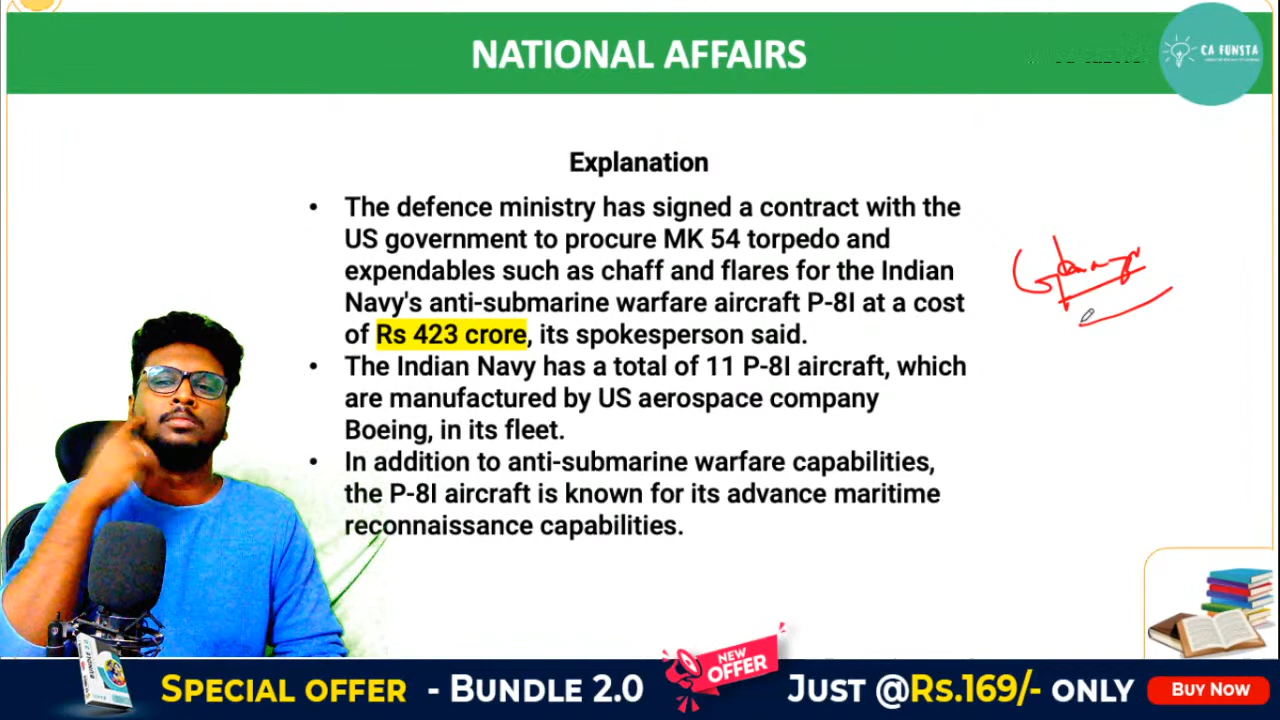 NATIONAL AFFAIRS
CA FUNSTA
Explanation
• The defence ministry has signed a contract with the
US government to procure MK 54 torpedo and
expendables such as chaff and flares for the Indian
Navy's anti-submarine warfare aircraft P-8I at a cost
of Rs 423 crore, its spokesperson said.
• The Indian Navy has a total of 11 P-8I aircraft, which
are manufactured by US aerospace company
Boeing, in its fleet.
• In addition to anti-submarine warfare capabilities,
the P-8I aircraft is known for its advance maritime
reconnaissance capabilities.
BUNDLE 2.0
SPECIAL OFFER - BUNDLE 2.0
NEW
OFFER
JUST @Rs.169/- ONLY
Buy Now